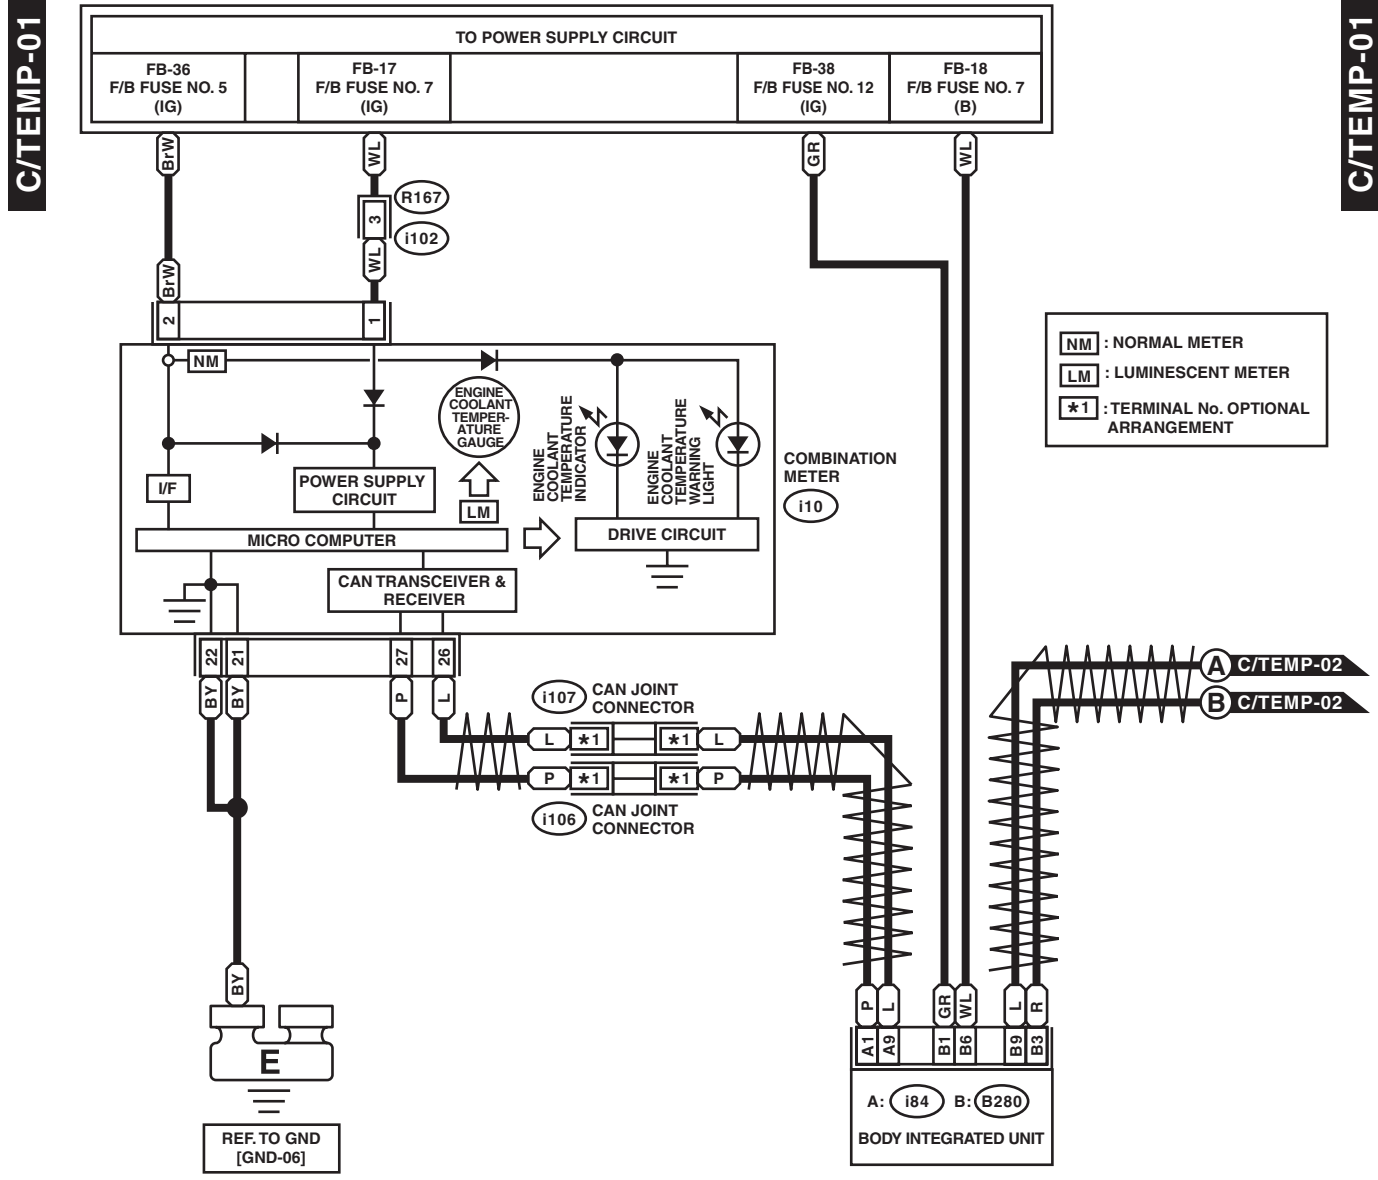 C/TEMP-01
C/TEMP-01
TO POWER SUPPLY CIRCUIT
FB-36
F/B FUSE NO. 5
(IG)
FB-17
F/B FUSE NO. 7
(IG)
FB-38
F/B FUSE NO. 12
(IG)
FB-18
F/B FUSE NO. 7
(B)
BrW
WL
GR
WL
R167
3
i102
BrW
WL
2
1
NM : NORMAL METER
LM : LUMINESCENT METER
*1 : TERMINAL No. OPTIONAL
ARRANGEMENT
NM
ENGINE
COOLANT
TEMPER-
ATURE
GAUGE
ENGINE
COOLANT
TEMPERATURE
INDICATOR
ENGINE
COOLANT
TEMPERATURE
WARNING
LIGHT
COMBINATION
METER
i10
I/F
POWER SUPPLY
CIRCUIT
LM
MICRO COMPUTER
DRIVE CIRCUIT
CAN TRANSCEIVER &
RECEIVER
22
21
27
26
BY
BY
P
L
A C/TEMP-02
B C/TEMP-02
i107
CAN JOINT
CONNECTOR
L *1 *1 L
P *1 *1 P
i106
CAN JOINT
CONNECTOR
BY
E
REF. TO GND
[GND-06]
P
L
GR
WL
L
R
A1
A9
B1
B6
B9
B3
A: i84 B: B280
BODY INTEGRATED UNIT